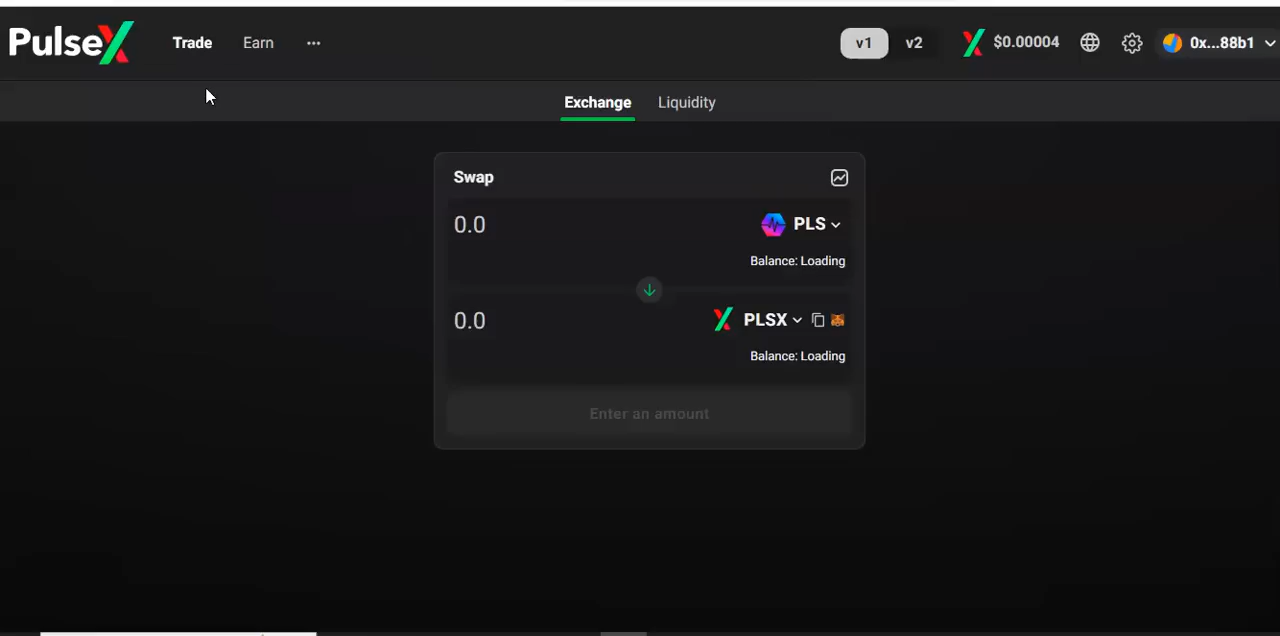 PulseX Trade Earn ... v1 v2 $0.00004 0x...88b1
Exchange Liquidity
Swap
0.0 PLS
Balance: Loading
0.0 PLSX
Balance: Loading
Enter an amount